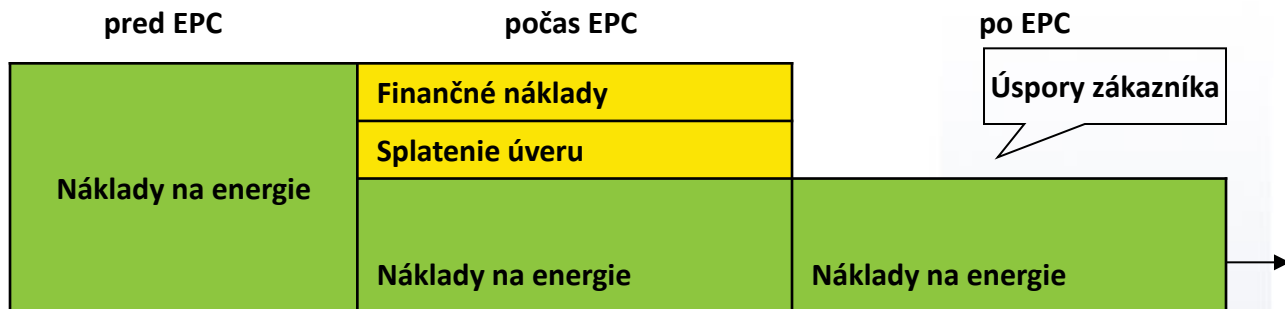 pred EPC
počas EPC
po EPC
Finančné náklady
Úspory zákazníka
Splatenie úveru
Náklady na energie
Náklady na energie
Náklady na energie